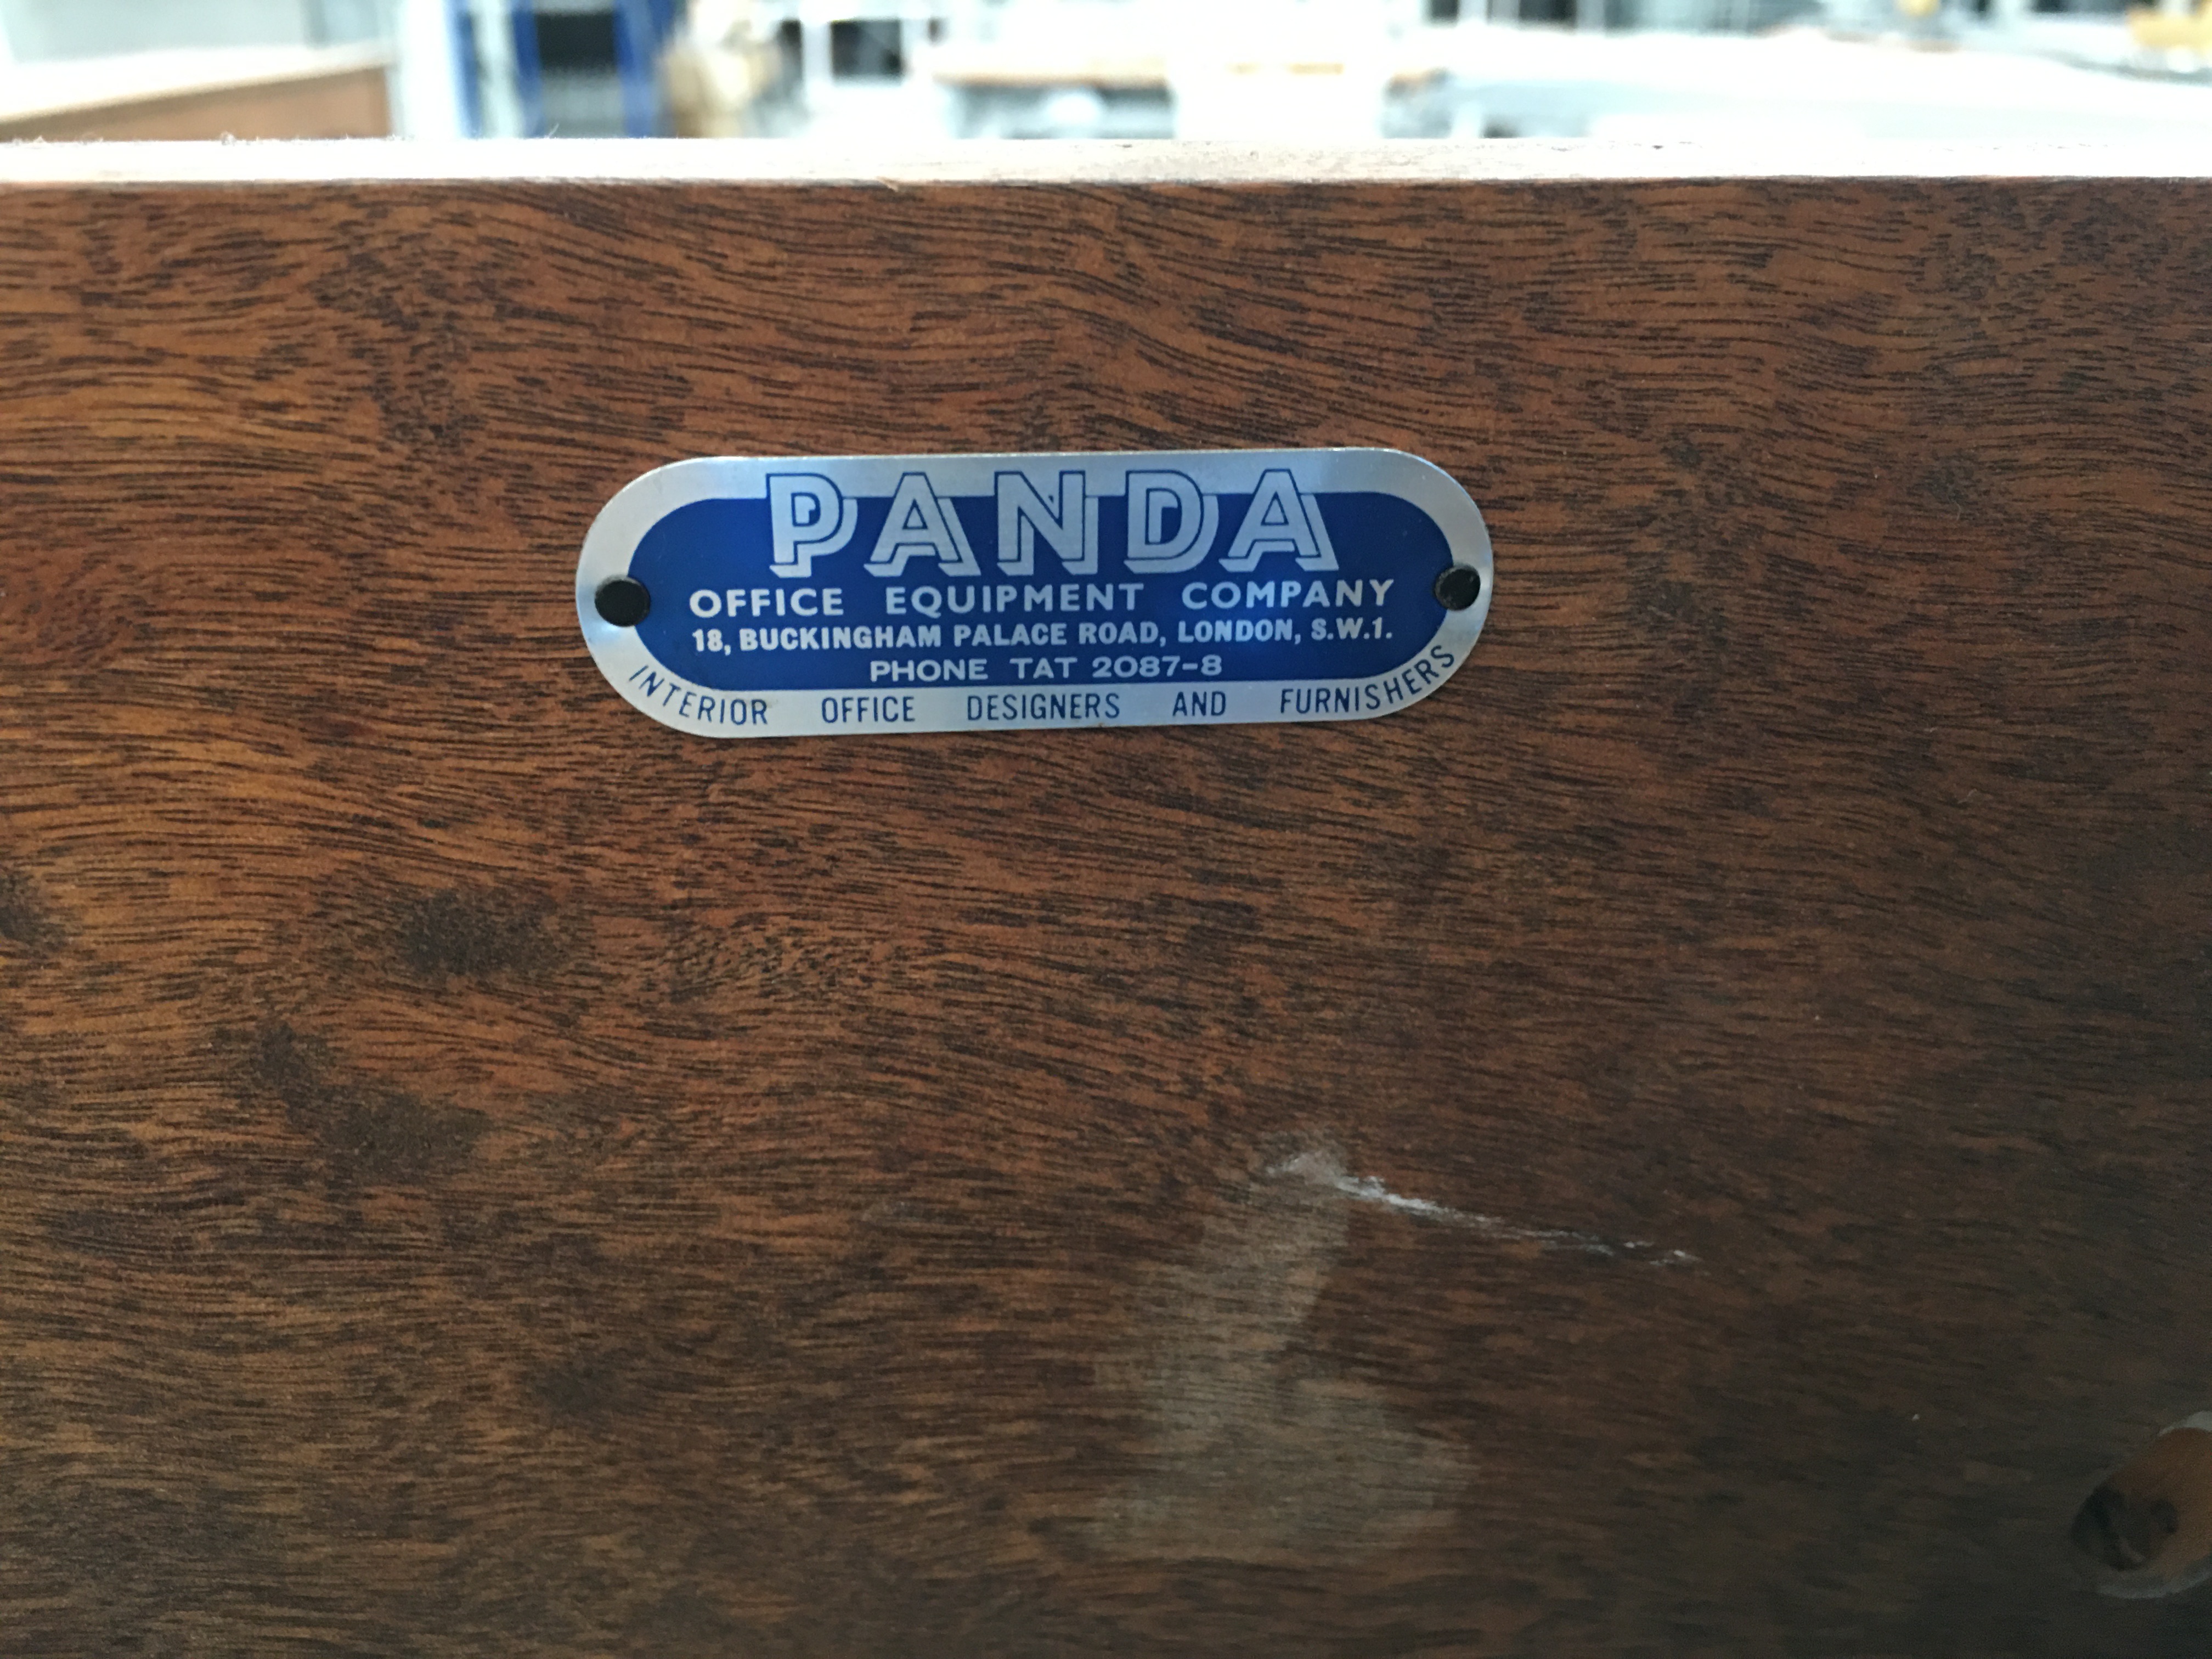 PANDA
OFFICE EQUIPMENT COMPANY
18, BUCKINGHAM PALACE ROAD, LONDON, S.W.1.
PHONE TAT 2087-8
INTERIOR OFFICE DESIGNERS AND FURNISHERS